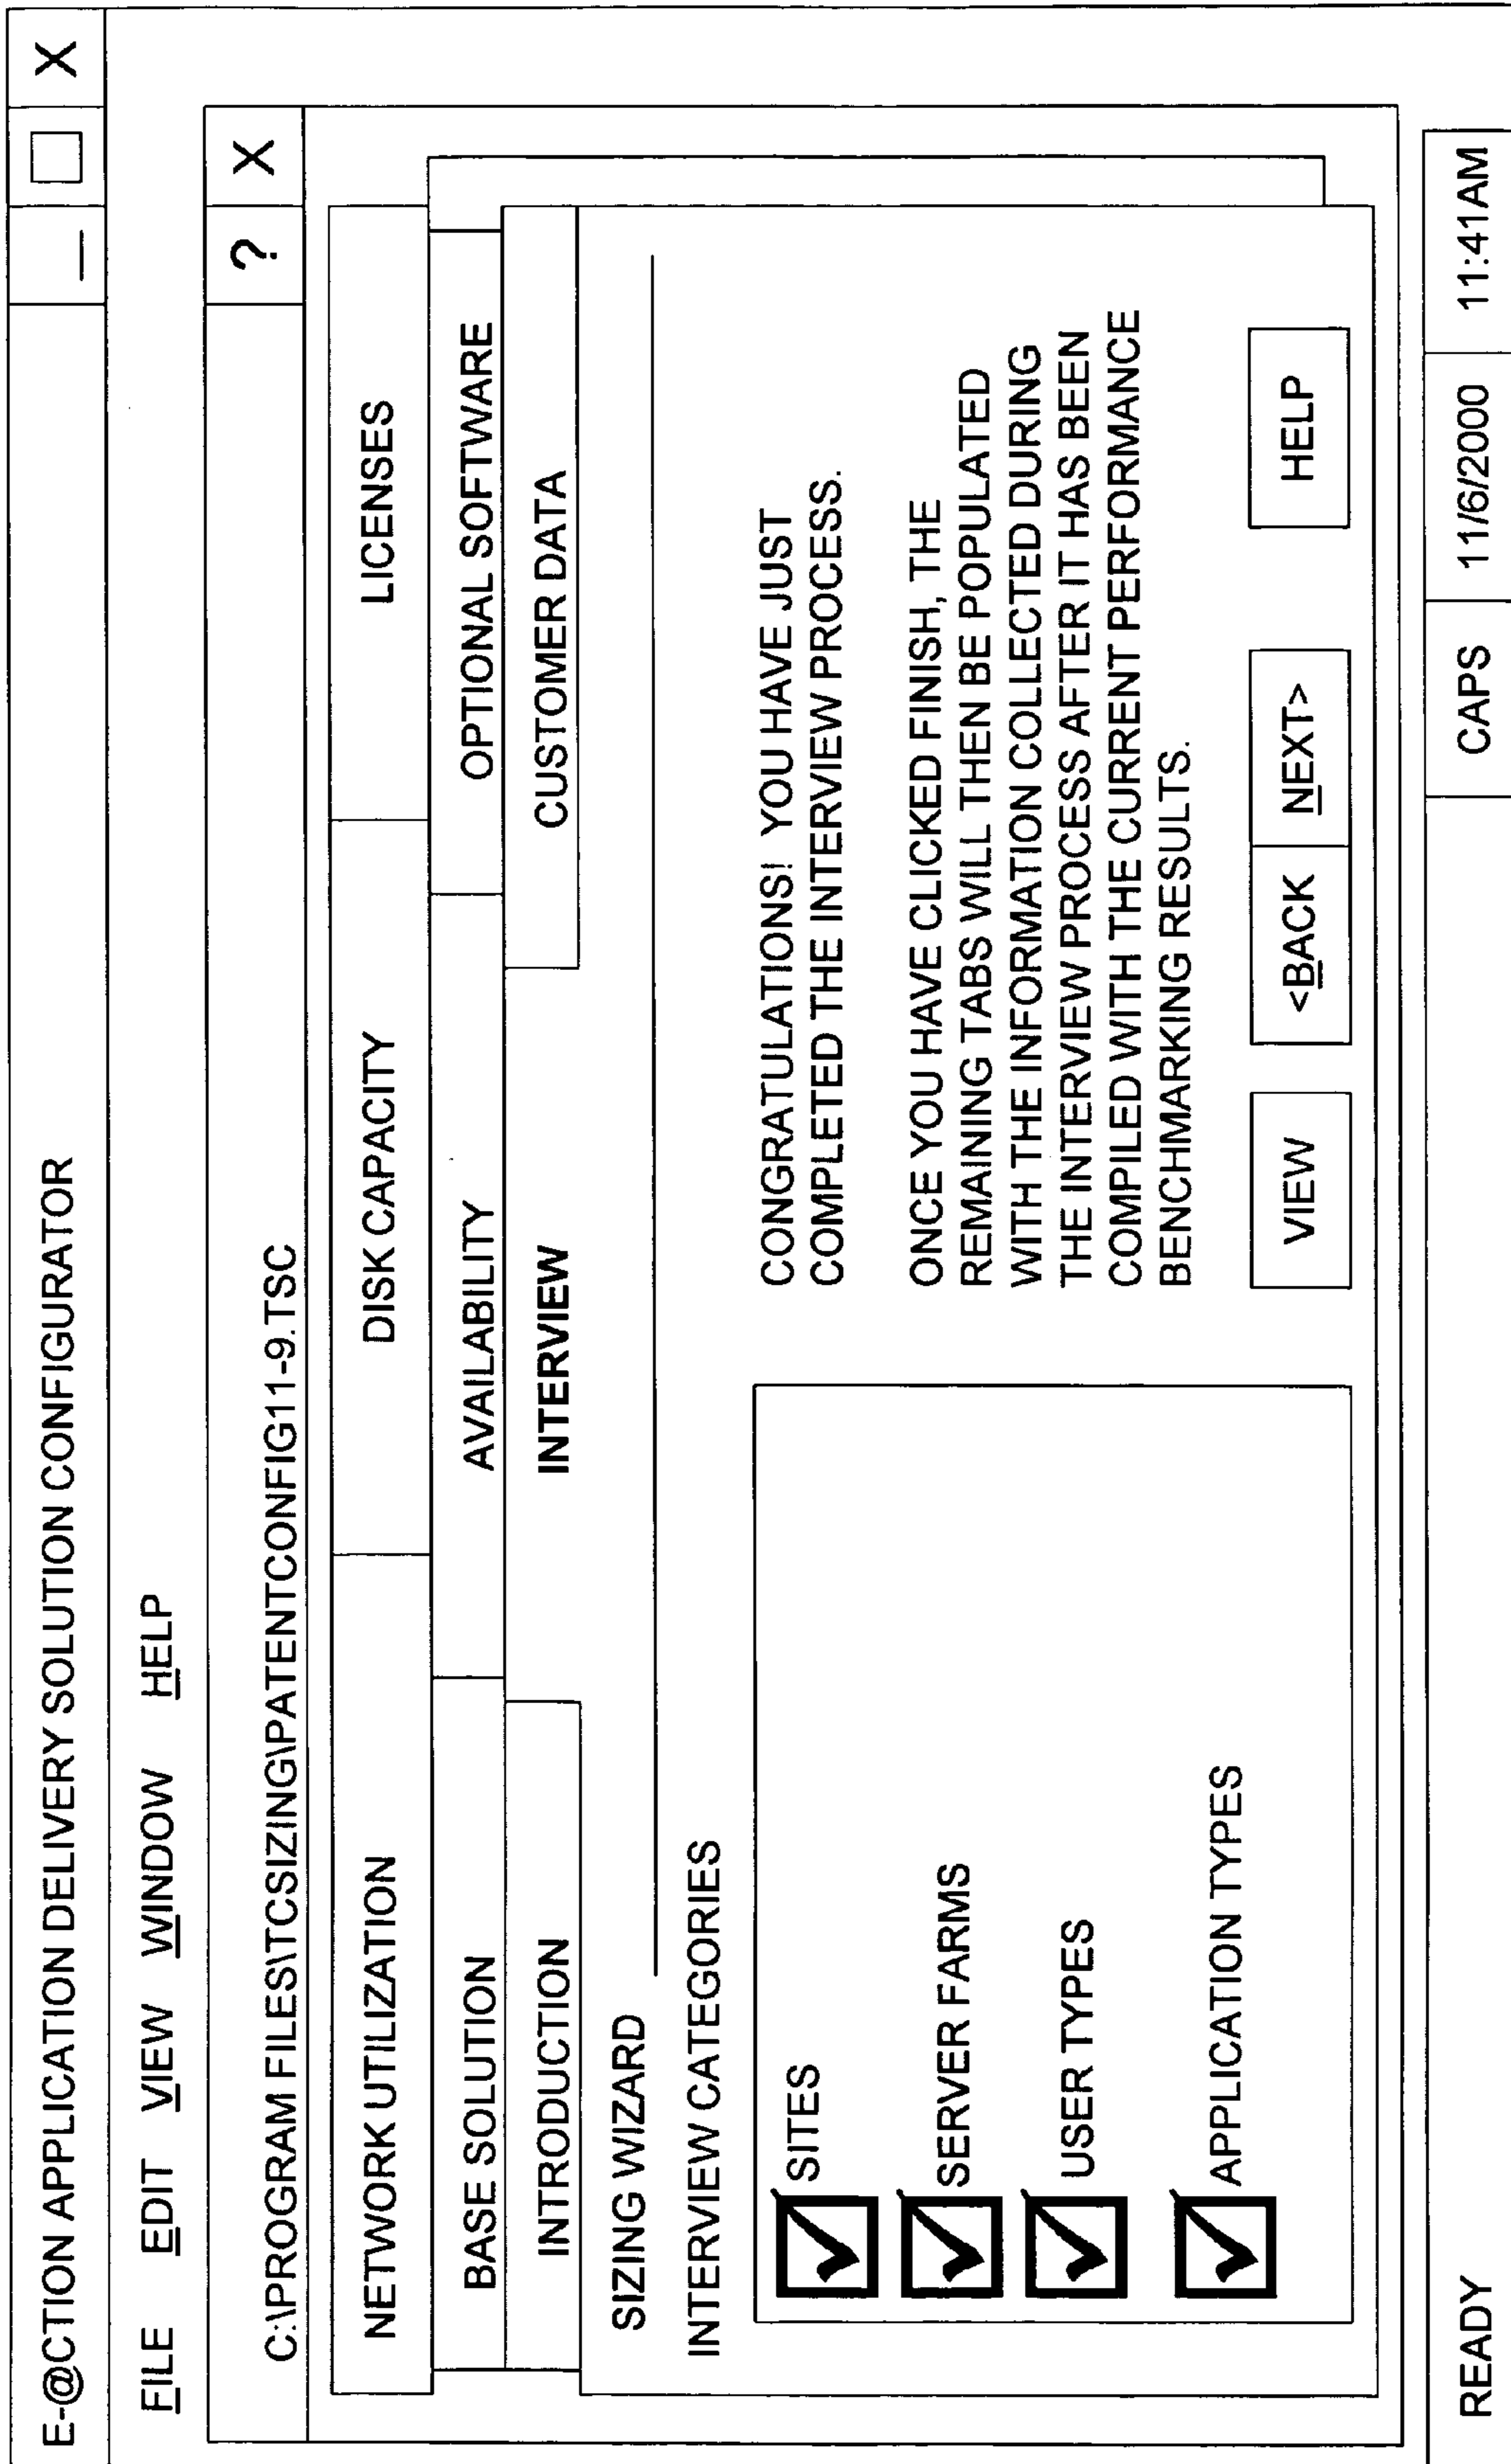 E-@CTION APPLICATION DELIVERY SOLUTION CONFIGURATOR _ X
FILE EDIT VIEW WINDOW HELP
C:\PROGRAM FILES\TCSIZING\PATENTCONFIG11-9.TSC ? X
NETWORK UTILIZATION DISK CAPACITY LICENSES
BASE SOLUTION AVAILABILITY OPTIONAL SOFTWARE
INTRODUCTION INTERVIEW CUSTOMER DATA
SIZING WIZARD
INTERVIEW CATEGORIES
SITES
SERVER FARMS
USER TYPES
APPLICATION TYPES
CONGRATULATIONS! YOU HAVE JUST
COMPLETED THE INTERVIEW PROCESS.
ONCE YOU HAVE CLICKED FINISH, THE
REMAINING TABS WILL THEN BE POPULATED
WITH THE INFORMATION COLLECTED DURING
THE INTERVIEW PROCESS AFTER IT HAS BEEN
COMPILED WITH THE CURRENT PERFORMANCE
BENCHMARKING RESULTS.
VIEW <BACK NEXT> HELP
READY CAPS 11/6/2000 11:41AM